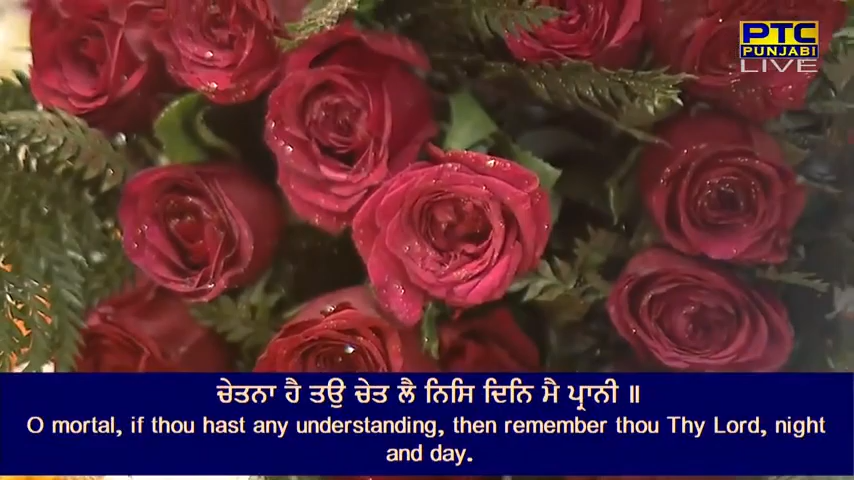 PTC
PUNJABI
LIVE
ਚੇਤਨਾ ਹੈ ਤਉ ਚੇਤ ਲੈ ਨਿਸਿ ਦਿਨਿ ਮੈ ਪ੍ਰਾਨੀ ॥
O mortal, if thou hast any understanding, then remember thou Thy Lord, night
and day.